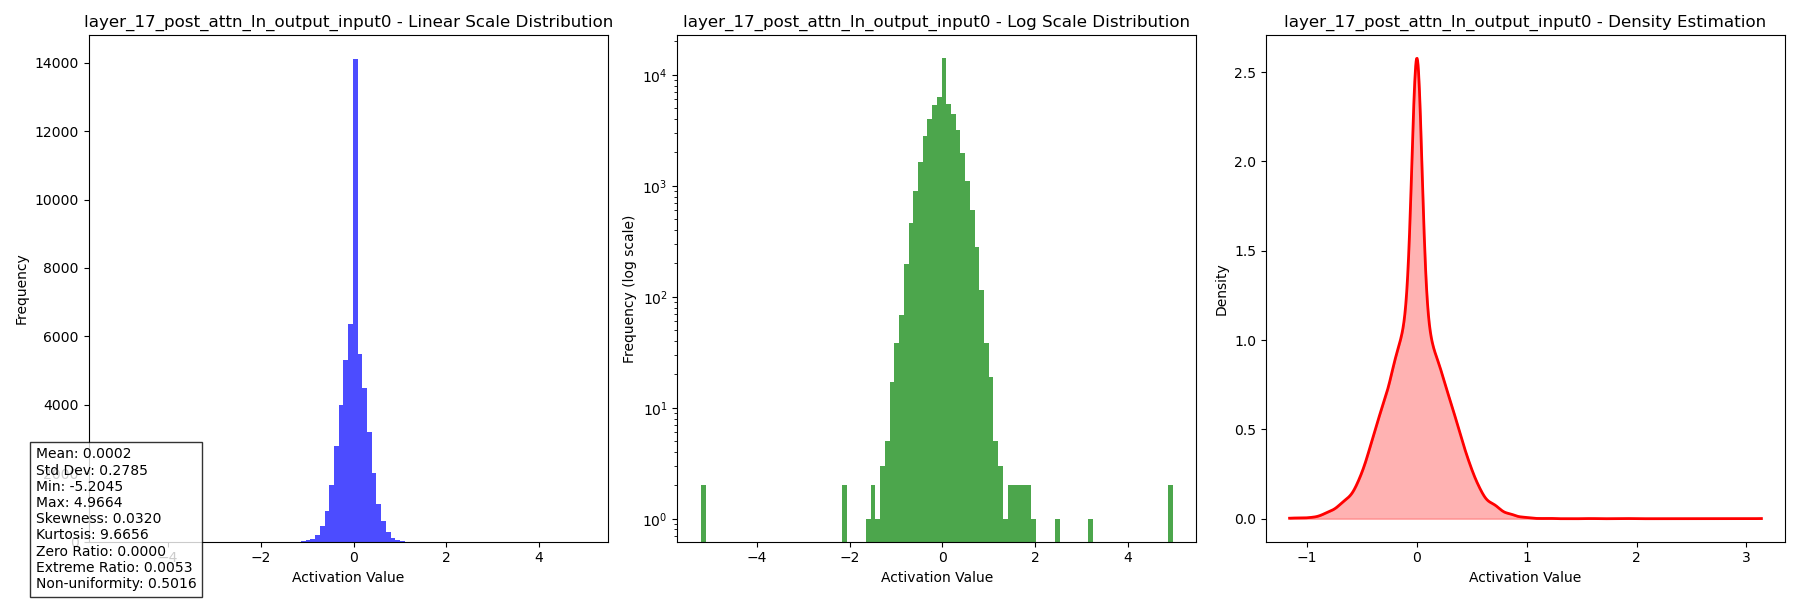 layer_17_post_attn_ln_output_input0 - Linear Scale Distribution
Frequency
14000
12000
10000
8000
6000
4000
2000
0
−4
−2
0
2
4
Activation Value
Mean: 0.0002
Std Dev: 0.2785
Min: -5.2045
Max: 4.9664
Skewness: 0.0320
Kurtosis: 9.6656
Zero Ratio: 0.0000
Extreme Ratio: 0.0053
Non-uniformity: 0.5016
layer_17_post_attn_ln_output_input0 - Log Scale Distribution
Frequency (log scale)
10⁴
10³
10²
10¹
10⁰
−4
−2
0
2
4
Activation Value
layer_17_post_attn_ln_output_input0 - Density Estimation
Density
2.5
2.0
1.5
1.0
0.5
0.0
−1
0
1
2
3
Activation Value